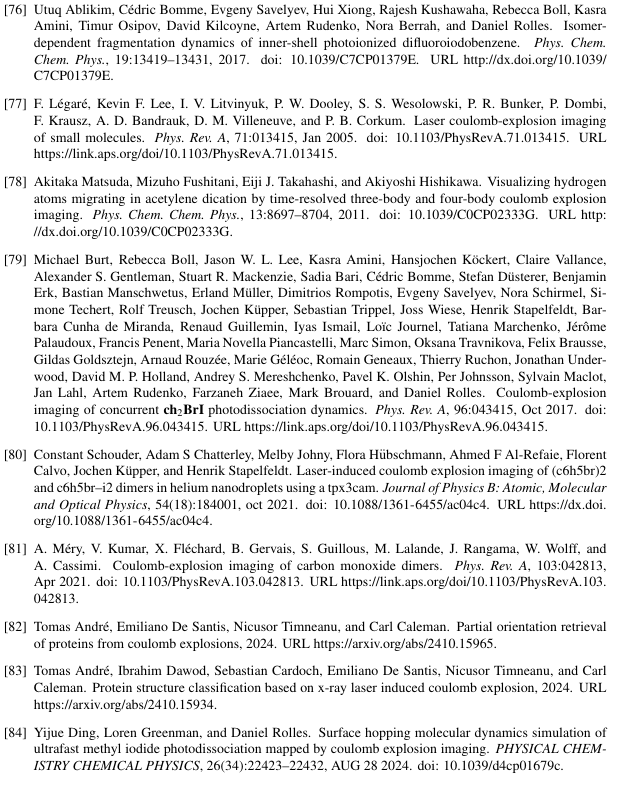 [76] Utuq Ablikim, Cédric Bomme, Evgeny Savelyev, Hui Xiong, Rajesh Kushawaha, Rebecca Boll, Kasra
Amini, Timur Osipov, David Kilcoyne, Artem Rudenko, Nora Berrah, and Daniel Rolles. Isomer-
dependent fragmentation dynamics of inner-shell photoionized difluoroiodobenzene. Phys. Chem.
Chem. Phys., 19:13419–13431, 2017. doi: 10.1039/C7CP01379E. URL http://dx.doi.org/10.1039/
C7CP01379E.
[77] F. Légaré, Kevin F. Lee, I. V. Litvinyuk, P. W. Dooley, S. S. Wesolowski, P. R. Bunker, P. Dombi,
F. Krausz, A. D. Bandrauk, D. M. Villeneuve, and P. B. Corkum. Laser coulomb-explosion imaging
of small molecules. Phys. Rev. A, 71:013415, Jan 2005. doi: 10.1103/PhysRevA.71.013415. URL
https://link.aps.org/doi/10.1103/PhysRevA.71.013415.
[78] Akitaka Matsuda, Mizuho Fushitani, Eiji J. Takahashi, and Akiyoshi Hishikawa. Visualizing hydrogen
atoms migrating in acetylene dication by time-resolved three-body and four-body coulomb explosion
imaging. Phys. Chem. Chem. Phys., 13:8697–8704, 2011. doi: 10.1039/C0CP02333G. URL http:
//dx.doi.org/10.1039/C0CP02333G.
[79] Michael Burt, Rebecca Boll, Jason W. L. Lee, Kasra Amini, Hansjochen Köckert, Claire Vallance,
Alexander S. Gentleman, Stuart R. Mackenzie, Sadia Bari, Cédric Bomme, Stefan Düsterer, Benjamin
Erk, Bastian Manschwetus, Erland Müller, Dimitrios Rompotis, Evgeny Savelyev, Nora Schirmel, Si-
mone Techert, Rolf Treusch, Jochen Küpper, Sebastian Trippel, Joss Wiese, Henrik Stapelfeldt, Bar-
bara Cunha de Miranda, Renaud Guillemin, Iyas Ismail, Loïc Journel, Tatiana Marchenko, Jérôme
Palaudoux, Francis Penent, Maria Novella Piancastelli, Marc Simon, Oksana Travnikova, Felix Brausse,
Gildas Goldsztejn, Arnaud Rouzée, Marie Géléoc, Romain Geneaux, Thierry Ruchon, Jonathan Under-
wood, David M. P. Holland, Andrey S. Mereshchenko, Pavel K. Olshin, Per Johnsson, Sylvain Maclot,
Jan Lahl, Artem Rudenko, Farzaneh Ziaee, Mark Brouard, and Daniel Rolles. Coulomb-explosion
imaging of concurrent ch₂BrI photodissociation dynamics. Phys. Rev. A, 96:043415, Oct 2017. doi:
10.1103/PhysRevA.96.043415. URL https://link.aps.org/doi/10.1103/PhysRevA.96.043415.
[80] Constant Schouder, Adam S Chatterley, Melby Johny, Flora Hübschmann, Ahmed F Al-Refaie, Florent
Calvo, Jochen Küpper, and Henrik Stapelfeldt. Laser-induced coulomb explosion imaging of (c6h5br)2
and c6h5br–i2 dimers in helium nanodroplets using a tpx3cam. Journal of Physics B: Atomic, Molecular
and Optical Physics, 54(18):184001, oct 2021. doi: 10.1088/1361-6455/ac04c4. URL https://dx.doi.
org/10.1088/1361-6455/ac04c4.
[81] A. Méry, V. Kumar, X. Fléchard, B. Gervais, S. Guillous, M. Lalande, J. Rangama, W. Wolff, and
A. Cassimi. Coulomb-explosion imaging of carbon monoxide dimers. Phys. Rev. A, 103:042813,
Apr 2021. doi: 10.1103/PhysRevA.103.042813. URL https://link.aps.org/doi/10.1103/PhysRevA.103.
042813.
[82] Tomas André, Emiliano De Santis, Nicusor Timneanu, and Carl Caleman. Partial orientation retrieval
of proteins from coulomb explosions, 2024. URL https://arxiv.org/abs/2410.15965.
[83] Tomas André, Ibrahim Dawod, Sebastian Cardoch, Emiliano De Santis, Nicusor Timneanu, and Carl
Caleman. Protein structure classification based on x-ray laser induced coulomb explosion, 2024. URL
https://arxiv.org/abs/2410.15934.
[84] Yijue Ding, Loren Greenman, and Daniel Rolles. Surface hopping molecular dynamics simulation of
ultrafast methyl iodide photodissociation mapped by coulomb explosion imaging. PHYSICAL CHEM-
ISTRY CHEMICAL PHYSICS, 26(34):22423–22432, AUG 28 2024. doi: 10.1039/d4cp01679c.